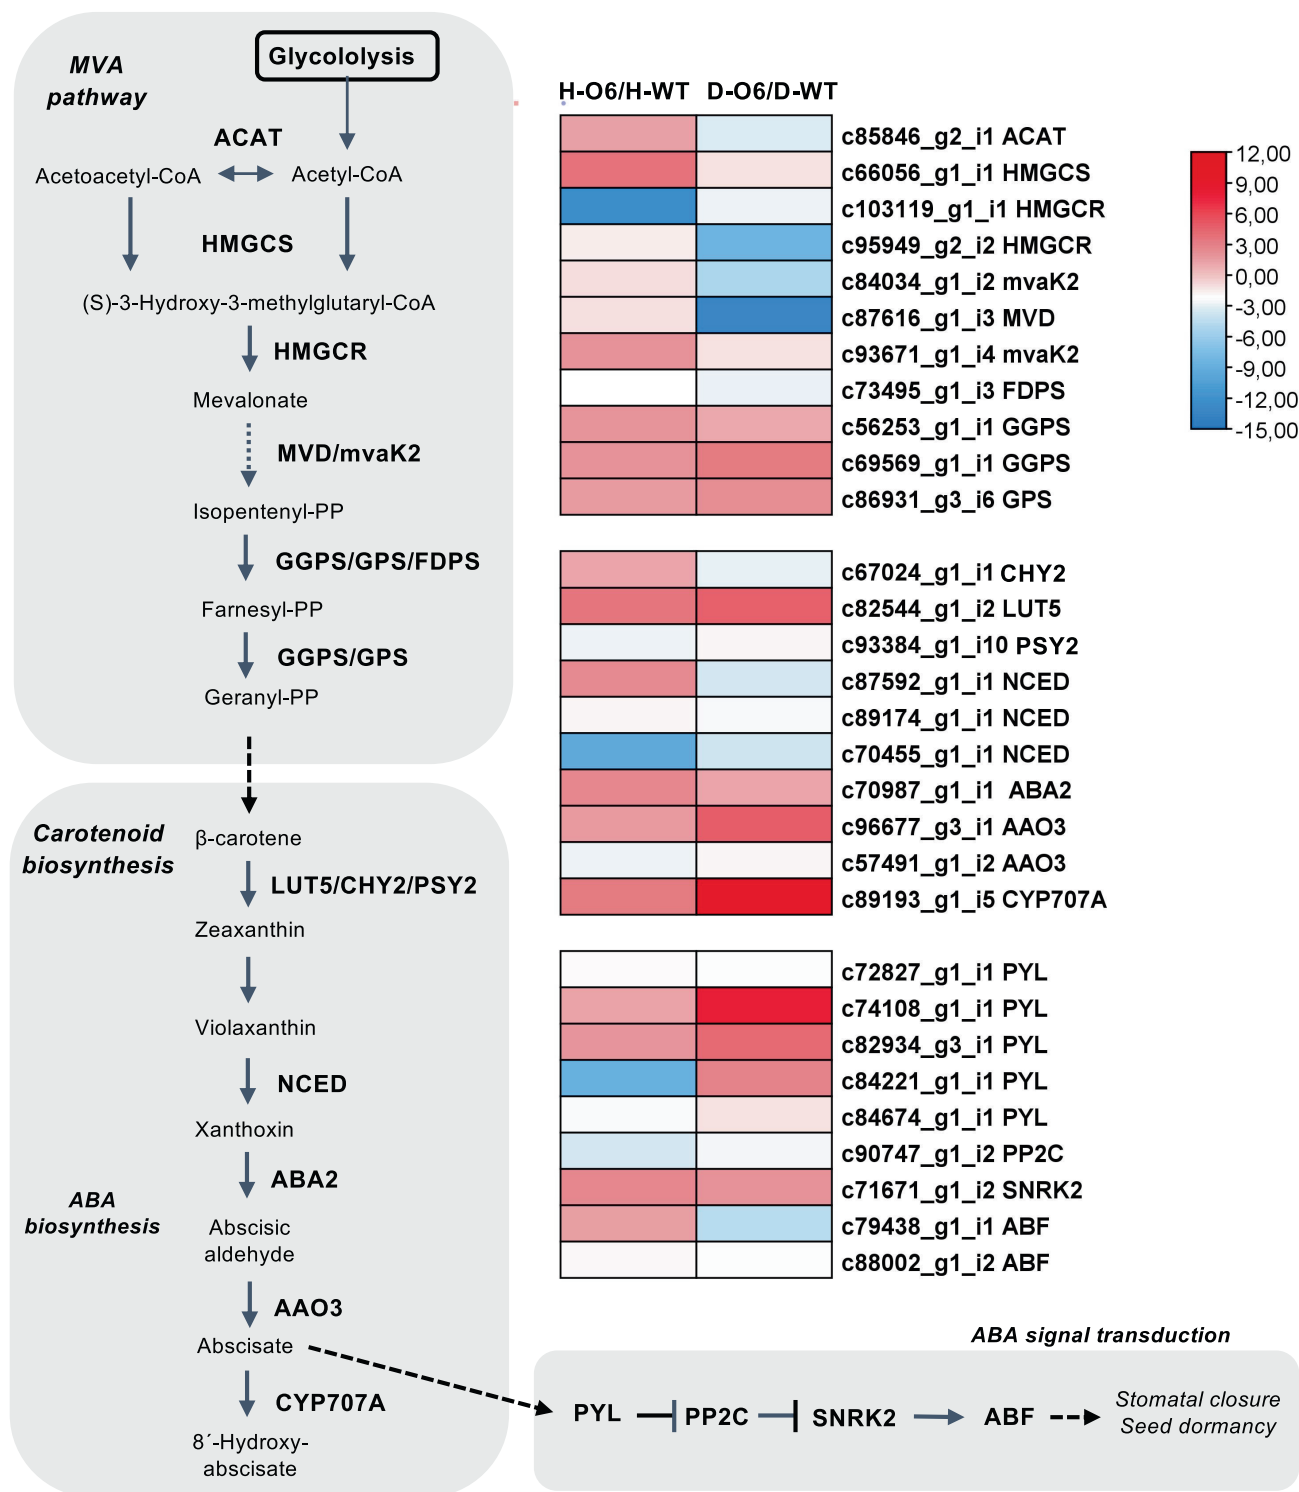 MVA
pathway
Glycololysis
ACAT
Acetoacetyl-CoA
Acetyl-CoA
HMGCS
(S)-3-Hydroxy-3-methylglutaryl-CoA
HMGCR
Mevalonate
MVD/mvaK2
Isopentenyl-PP
GGPS/GPS/FDPS
Farnesyl-PP
GGPS/GPS
Geranyl-PP
Carotenoid
biosynthesis
β-carotene
LUT5/CHY2/PSY2
Zeaxanthin
Violaxanthin
NCED
Xanthoxin
ABA2
ABA
biosynthesis
Abscisic
aldehyde
AAO3
Abscisate
CYP707A
8´-Hydroxy-
abscisate
H-O6/H-WT D-O6/D-WT
c85846_g2_i1 ACAT
c66056_g1_i1 HMGCS
c103119_g1_i1 HMGCR
c95949_g2_i2 HMGCR
c84034_g1_i2 mvaK2
c87616_g1_i3 MVD
c93671_g1_i4 mvaK2
c73495_g1_i3 FDPS
c56253_g1_i1 GGPS
c69569_g1_i1 GGPS
c86931_g3_i6 GPS
c67024_g1_i1 CHY2
c82544_g1_i2 LUT5
c93384_g1_i10 PSY2
c87592_g1_i1 NCED
c89174_g1_i1 NCED
c70455_g1_i1 NCED
c70987_g1_i1 ABA2
c96677_g3_i1 AAO3
c57491_g1_i2 AAO3
c89193_g1_i5 CYP707A
c72827_g1_i1 PYL
c74108_g1_i1 PYL
c82934_g3_i1 PYL
c84221_g1_i1 PYL
c84674_g1_i1 PYL
c90747_g1_i2 PP2C
c71671_g1_i2 SNRK2
c79438_g1_i1 ABF
c88002_g1_i2 ABF
12,00
9,00
6,00
3,00
0,00
-3,00
-6,00
-9,00
-12,00
-15,00
ABA signal transduction
PYL PP2C SNRK2 ABF
Stomatal closure
Seed dormancy